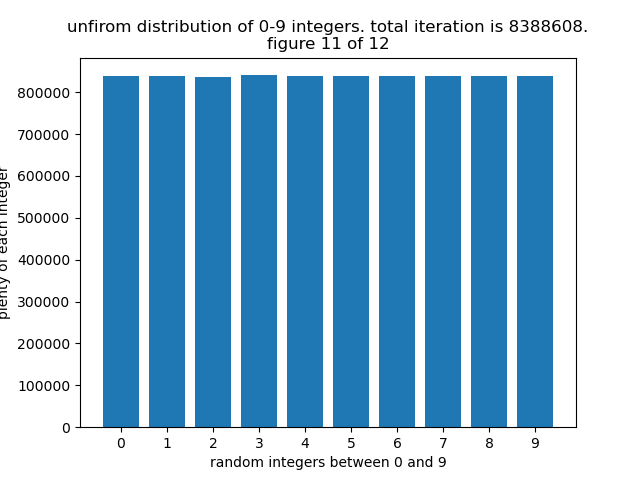 unfirom distribution of 0-9 integers. total iteration is 8388608.
figure 11 of 12
800000
700000
600000
500000
400000
300000
200000
100000
0
plenty of each integer
0 1 2 3 4 5 6 7 8 9
random integers between 0 and 9